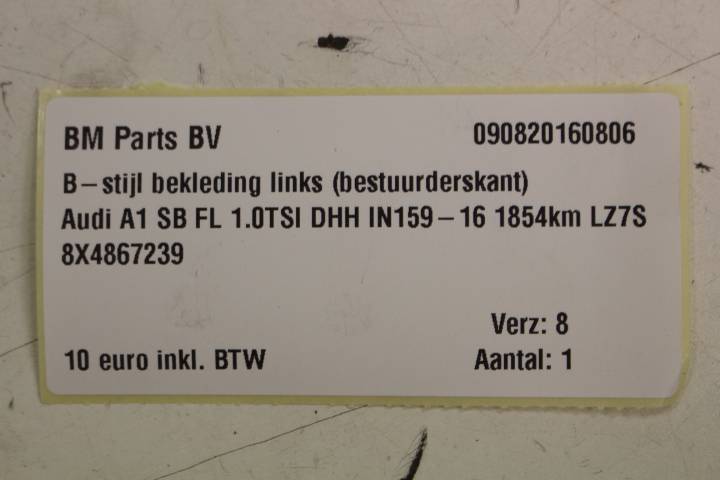 BM Parts BV 090820160806
B-stijl bekleding links (bestuurderskant)
Audi A1 SB FL 1.0TSI DHH IN159-16 1854km LZ7S
8X4867239
Verz: 8
10 euro inkl. BTW Aantal: 1